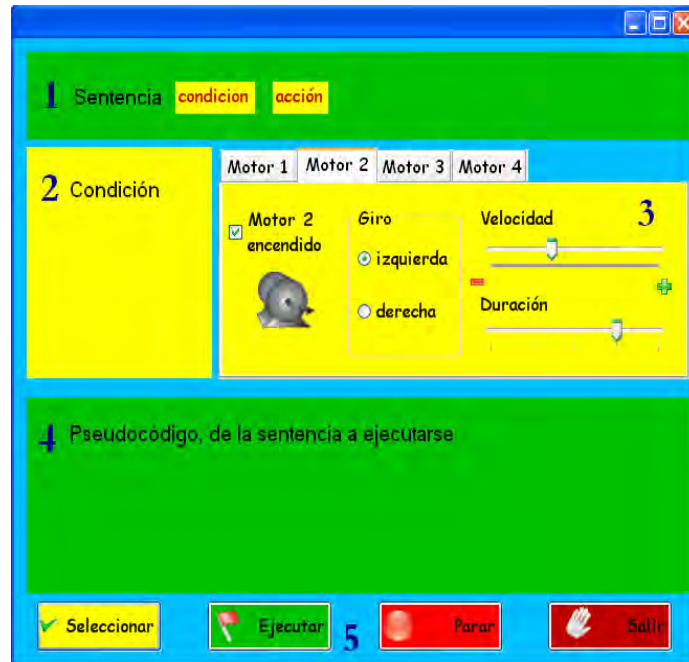 1 Sentencia condicion acción
2 Condición
Motor 1 Motor 2 Motor 3 Motor 4
Motor 2
encendido
Giro
izquierda
derecha
Velocidad
3
Duración
4 Pseudocódigo, de la sentencia a ejecutarse
Seleccionar Ejecutar 5 Parar Salir